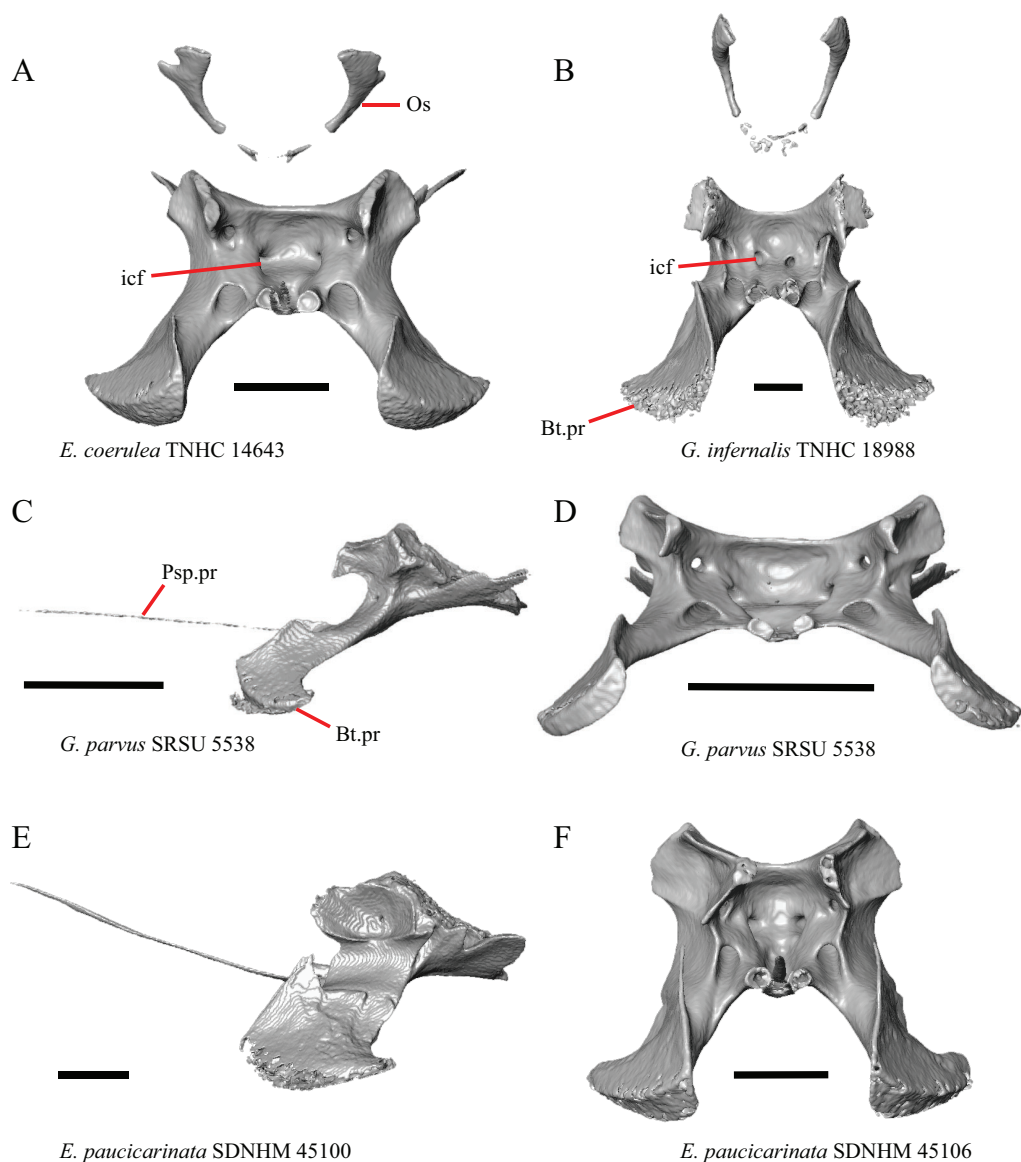 A
B
Os
icf
icf
Bt.pr
E. coerulea TNHC 14643
G. infernalis TNHC 18988
C
D
Psp.pr
Bt.pr
G. parvus SRSU 5538
G. parvus SRSU 5538
E
F
E. paucicarinata SDNHM 45100
E. paucicarinata SDNHM 45106